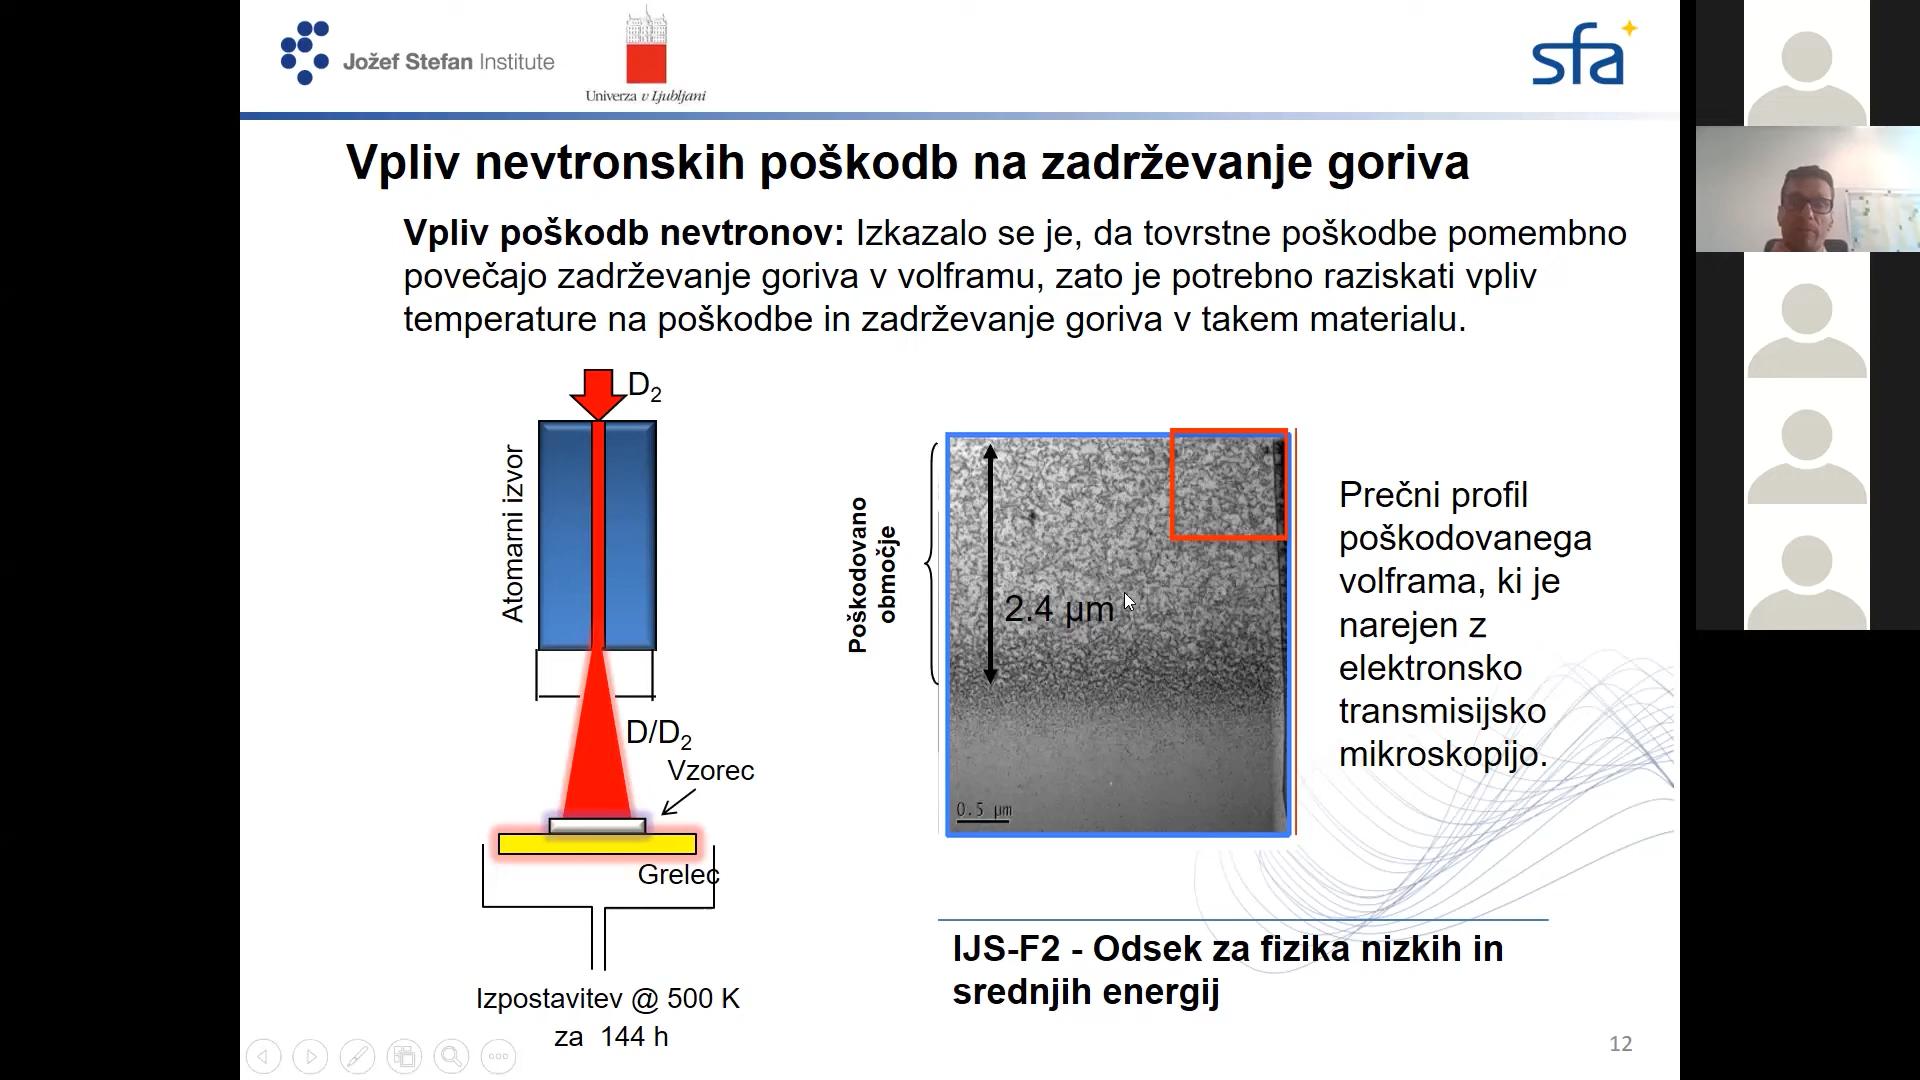 Jožef Stefan Institute
Univerza v Ljubljani
sfa
Vpliv nevtronskih poškodb na zadrževanje goriva
Vpliv poškodb nevtronov: Izkazalo se je, da tovrstne poškodbe pomembno
povečajo zadrževanje goriva v volframu, zato je potrebno raziskati vpliv
temperature na poškodbe in zadrževanje goriva v takem materialu.
D2
Atomarni izvor
D/D2
Vzorec
Grelec
Izpostavitev @ 500 K
za 144 h
Poškodovano
območje
2.4 µm
0.5 µm
Prečni profil
poškodovanega
volframa, ki je
narejen z
elektronsko
transmisijsko
mikroskopijo.
IJS-F2 - Odsek za fizika nizkih in
srednjih energij
12